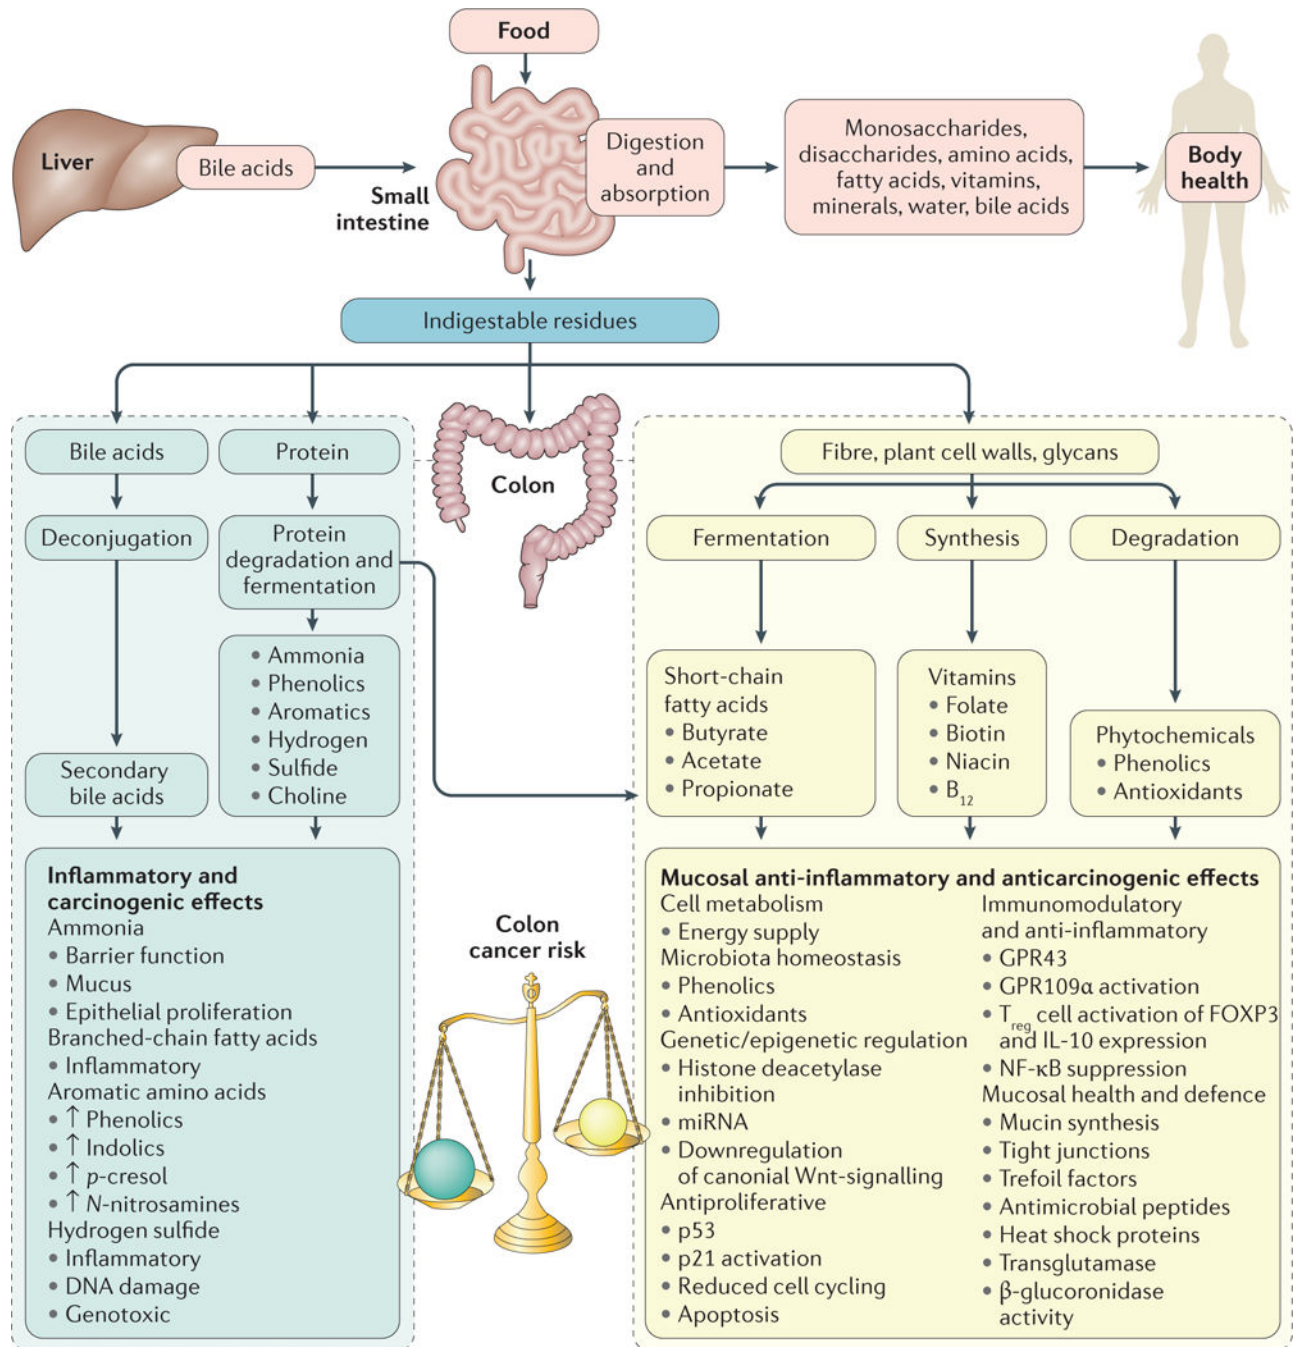 Food
Liver
Bile acids
Small
intestine
Digestion
and
absorption
Monosaccharides,
disaccharides, amino acids,
fatty acids, vitamins,
minerals, water, bile acids
Body
health
Indigestable residues
Bile acids
Protein
Colon
Fibre, plant cell walls, glycans
Deconjugation
Protein
degradation and
fermentation
Fermentation
Synthesis
Degradation
• Ammonia
• Phenolics
• Aromatics
• Hydrogen
• Sulfide
• Choline
Secondary
bile acids
Short-chain
fatty acids
• Butyrate
• Acetate
• Propionate
Vitamins
• Folate
• Biotin
• Niacin
• B12
Phytochemicals
• Phenolics
• Antioxidants
Inflammatory and
carcinogenic effects
Ammonia
• Barrier function
• Mucus
• Epithelial proliferation
Branched-chain fatty acids
• Inflammatory
Aromatic amino acids
• ↑ Phenolics
• ↑ Indolics
• ↑ p-cresol
• ↑ N-nitrosamines
Hydrogen sulfide
• Inflammatory
• DNA damage
• Genotoxic
Colon
cancer risk
Mucosal anti-inflammatory and anticarcinogenic effects
Cell metabolism
• Energy supply
Microbiota homeostasis
• Phenolics
• Antioxidants
Genetic/epigenetic regulation
• Histone deacetylase
inhibition
• miRNA
• Downregulation
of canonial Wnt-signalling
Antiproliferative
• p53
• p21 activation
• Reduced cell cycling
• Apoptosis
Immunomodulatory
and anti-inflammatory
• GPR43
• GPR109α activation
• Treg cell activation of FOXP3
and IL-10 expression
• NF-κB suppression
Mucosal health and defence
• Mucin synthesis
• Tight junctions
• Trefoil factors
• Antimicrobial peptides
• Heat shock proteins
• Transglutamase
• β-glucoronidase
activity